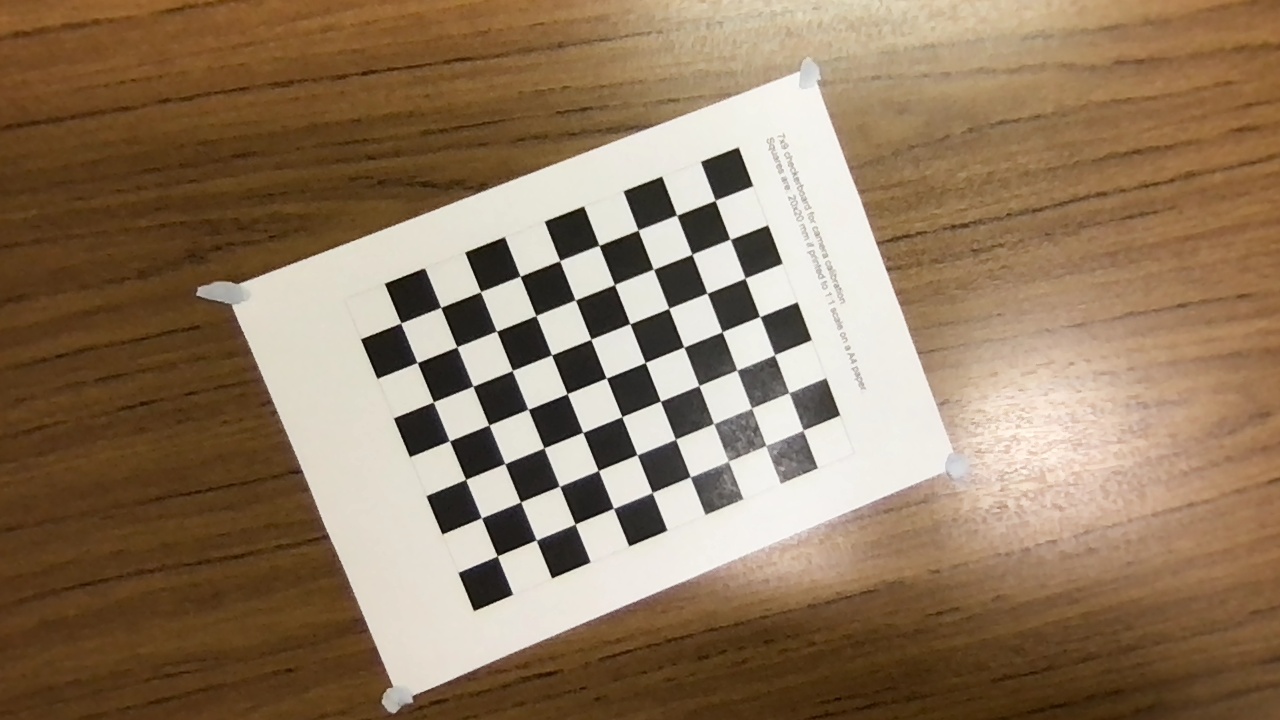 7x9 checkerboard for camera calibration
Squares are: 20x20 mm if printed to 1:1 scale on a A4 paper